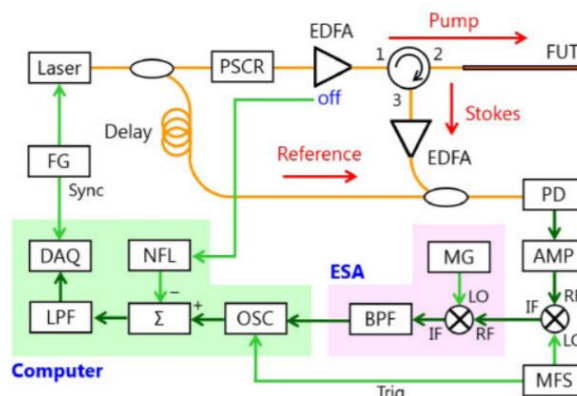 EDFA
Pump
Laser
PSCR
1
2
FUT
off
3
Stokes
Delay
EDFA
FG
Reference
Sync
PD
DAQ
NFL
ESA
MG
AMP
−
LO
IF
LPF
Σ
+
OSC
BPF
IF
RF
Computer
MFS